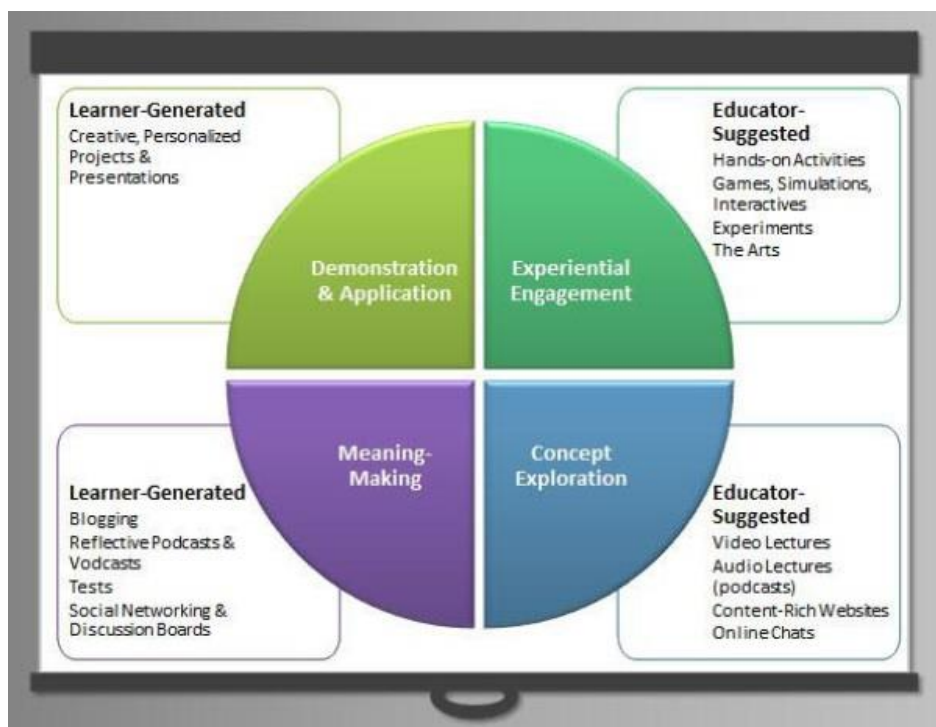 Learner-Generated
Creative, Personalized
Projects &
Presentations
Educator-
Suggested
Hands-on Activities
Games, Simulations,
Interactives
Experiments
The Arts
Demonstration
& Application
Experiential
Engagement
Meaning-
Making
Concept
Exploration
Learner-Generated
Blogging
Reflective Podcasts &
Vodcasts
Tests
Social Networking &
Discussion Boards
Educator-
Suggested
Video Lectures
Audio Lectures
(podcasts)
Content-Rich Websites
Online Chats